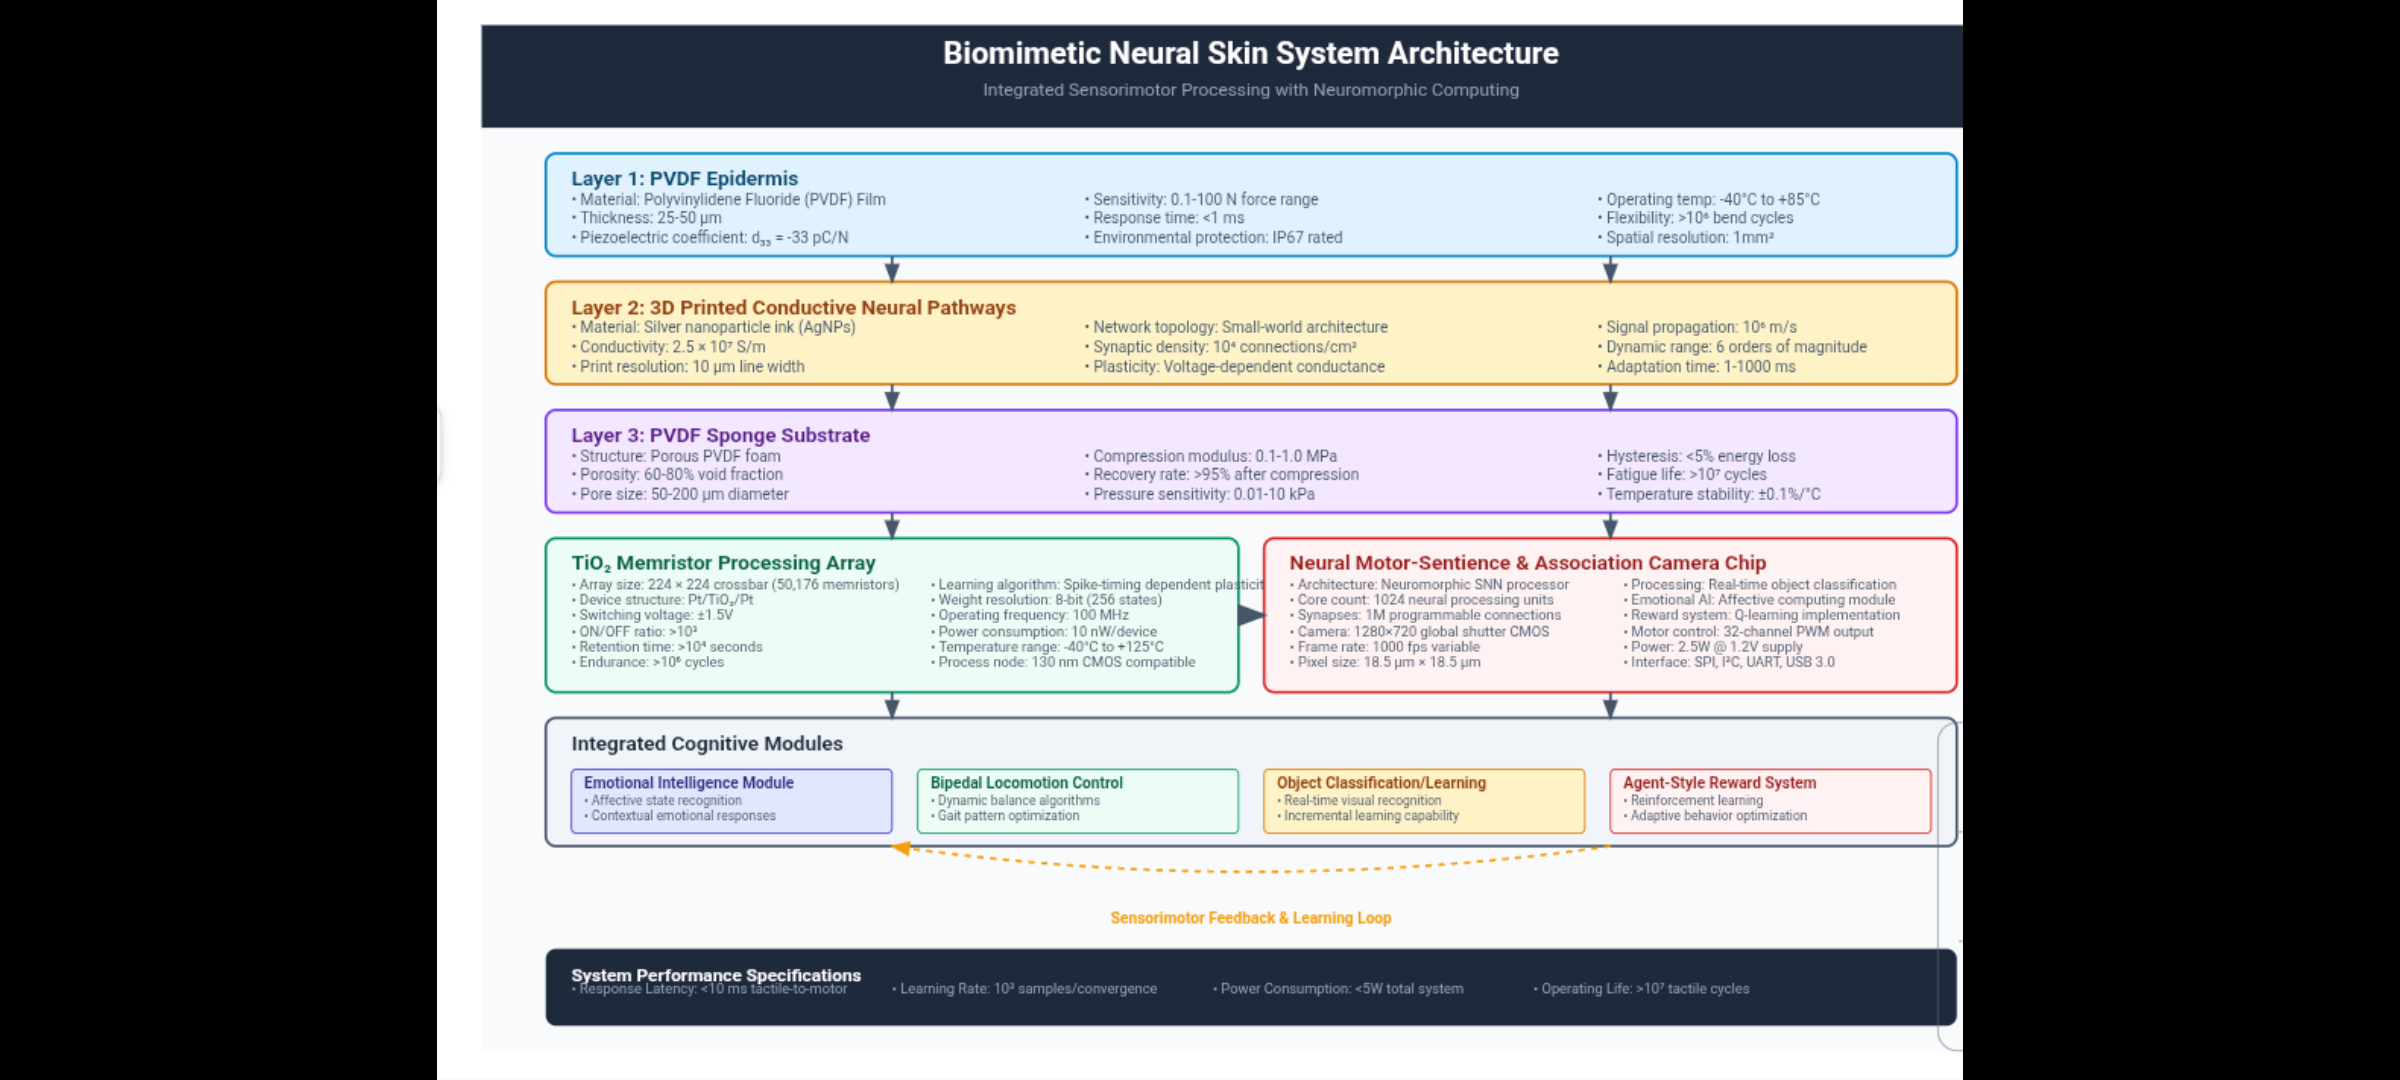 Biomimetic Neural Skin System Architecture
Integrated Sensorimotor Processing with Neuromorphic Computing
Layer 1: PVDF Epidermis
• Material: Polyvinylidene Fluoride (PVDF) Film
• Thickness: 25-50 μm
• Piezoelectric coefficient: d₃₃ = -33 pC/N
• Sensitivity: 0.1-100 N force range
• Response time: <1 ms
• Environmental protection: IP67 rated
• Operating temp: -40°C to +85°C
• Flexibility: >10⁶ bend cycles
• Spatial resolution: 1mm²
Layer 2: 3D Printed Conductive Neural Pathways
• Material: Silver nanoparticle ink (AgNPs)
• Conductivity: 2.5 × 10⁷ S/m
• Print resolution: 10 μm line width
• Network topology: Small-world architecture
• Synaptic density: 10⁴ connections/cm²
• Plasticity: Voltage-dependent conductance
• Signal propagation: 10⁶ m/s
• Dynamic range: 6 orders of magnitude
• Adaptation time: 1-1000 ms
Layer 3: PVDF Sponge Substrate
• Structure: Porous PVDF foam
• Porosity: 60-80% void fraction
• Pore size: 50-200 μm diameter
• Compression modulus: 0.1-1.0 MPa
• Recovery rate: >95% after compression
• Pressure sensitivity: 0.01-10 kPa
• Hysteresis: <5% energy loss
• Fatigue life: >10⁷ cycles
• Temperature stability: ±0.1%/°C
TiO₂ Memristor Processing Array
• Array size: 224 × 224 crossbar (50,176 memristors)
• Device structure: Pt/TiO₂/Pt
• Switching voltage: ±1.5V
• ON/OFF ratio: >10³
• Retention time: >10⁴ seconds
• Endurance: >10⁶ cycles
• Learning algorithm: Spike-timing dependent plasticit
• Weight resolution: 8-bit (256 states)
• Operating frequency: 100 MHz
• Power consumption: 10 nW/device
• Temperature range: -40°C to +125°C
• Process node: 130 nm CMOS compatible
Neural Motor-Sentience & Association Camera Chip
• Architecture: Neuromorphic SNN processor
• Core count: 1024 neural processing units
• Synapses: 1M programmable connections
• Camera: 1280×720 global shutter CMOS
• Frame rate: 1000 fps variable
• Pixel size: 18.5 μm × 18.5 μm
• Processing: Real-time object classification
• Emotional AI: Affective computing module
• Reward system: Q-learning implementation
• Motor control: 32-channel PWM output
• Power: 2.5W @ 1.2V supply
• Interface: SPI, I²C, UART, USB 3.0
Integrated Cognitive Modules
Emotional Intelligence Module
• Affective state recognition
• Contextual emotional responses
Bipedal Locomotion Control
• Dynamic balance algorithms
• Gait pattern optimization
Object Classification/Learning
• Real-time visual recognition
• Incremental learning capability
Agent-Style Reward System
• Reinforcement learning
• Adaptive behavior optimization
Sensorimotor Feedback & Learning Loop
System Performance Specifications
• Response Latency: <10 ms tactile-to-motor
• Learning Rate: 10³ samples/convergence
• Power Consumption: <5W total system
• Operating Life: >10⁷ tactile cycles